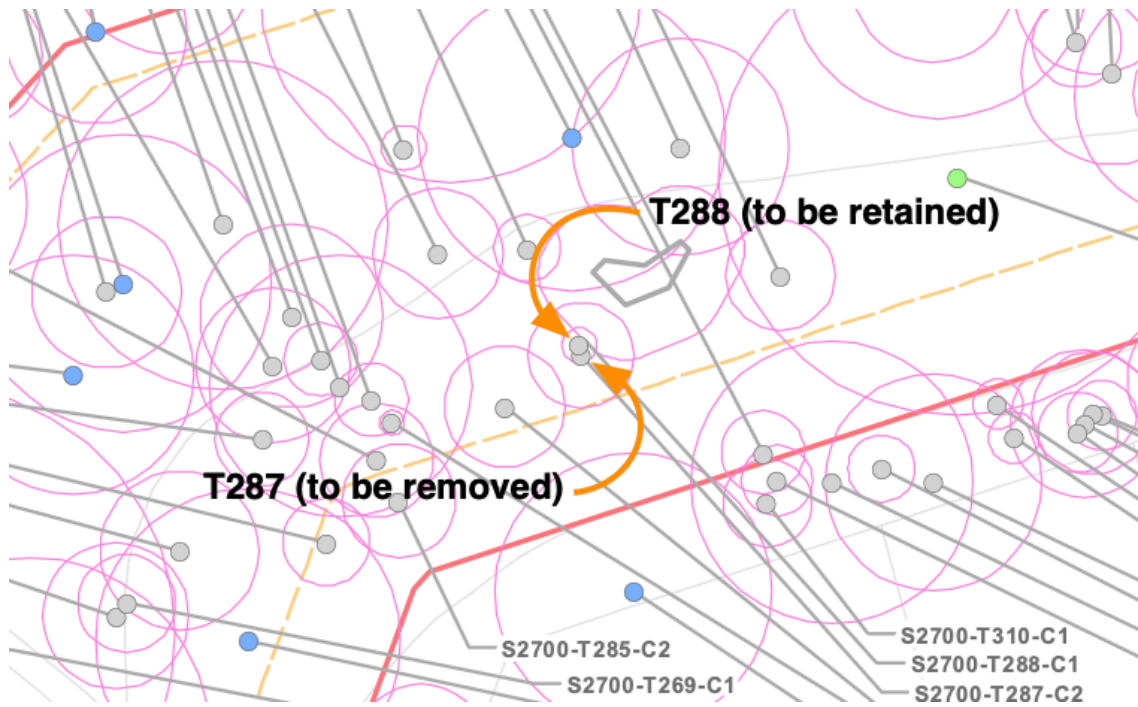 T288 (to be retained)
T287 (to be removed)
S2700-T310-C1
S2700-T285-C2
S2700-T288-C1
S2700-T269-C1
S2700-T287-C2